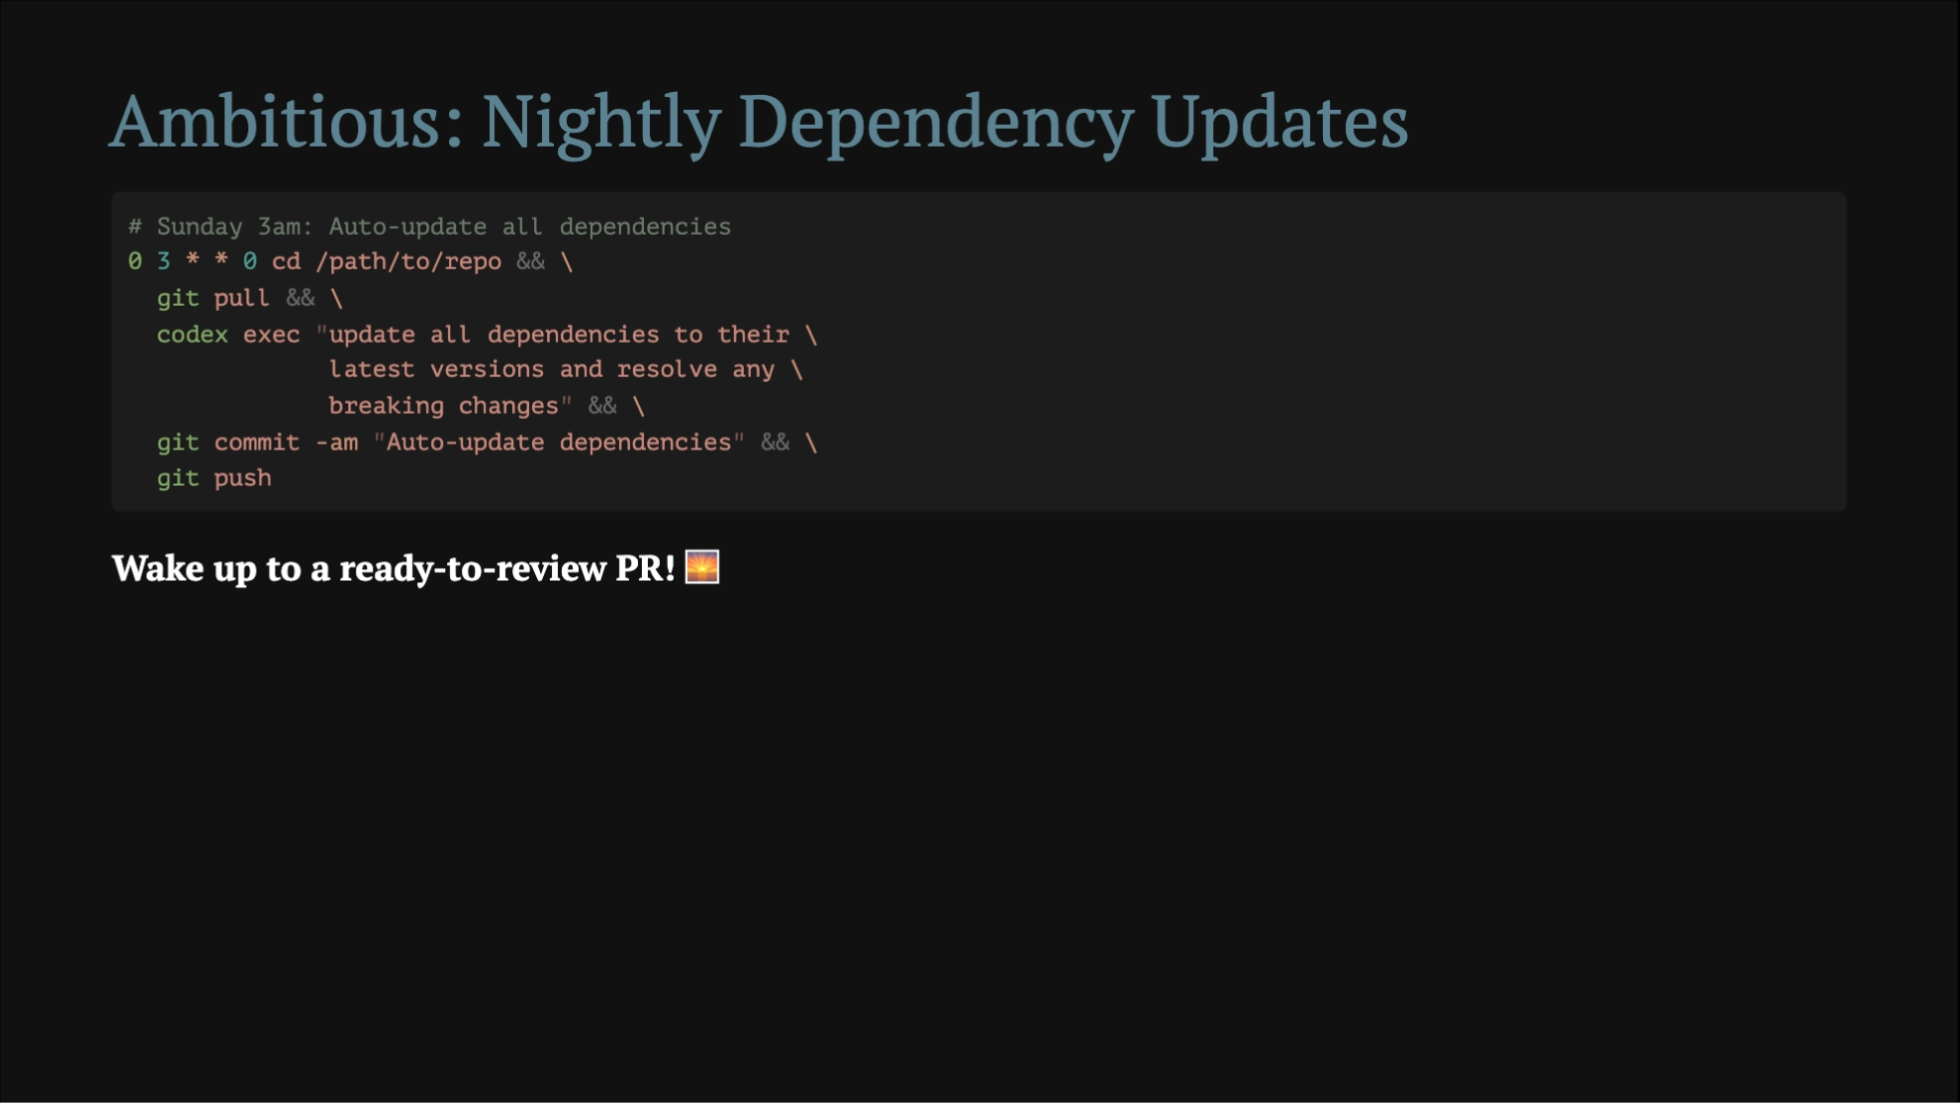 Ambitious: Nightly Dependency Updates
# Sunday 3am: Auto-update all dependencies
0 3 * * 0 cd /path/to/repo && \
  git pull && \
  codex exec "update all dependencies to their \
              latest versions and resolve any \
              breaking changes" && \
  git commit -am "Auto-update dependencies" && \
  git push
Wake up to a ready-to-review PR! 🌅